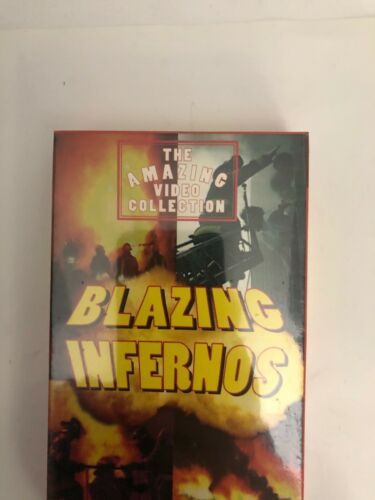 THE
AMAZING
VIDEO
COLLECTION
BLAZING
INFERNOS